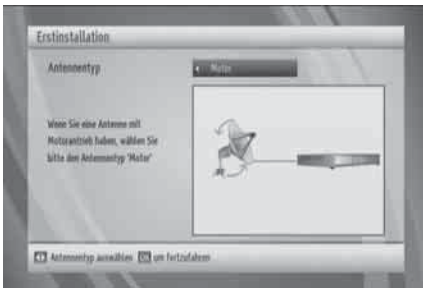 Erstinstallation
Antennentyp
Motor
Wenn Sie eine Antenne mit
Motorantrieb haben, wählen Sie
bitte den Antennentyp 'Motor'
Antennentyp auswählen OK um fortzufahren